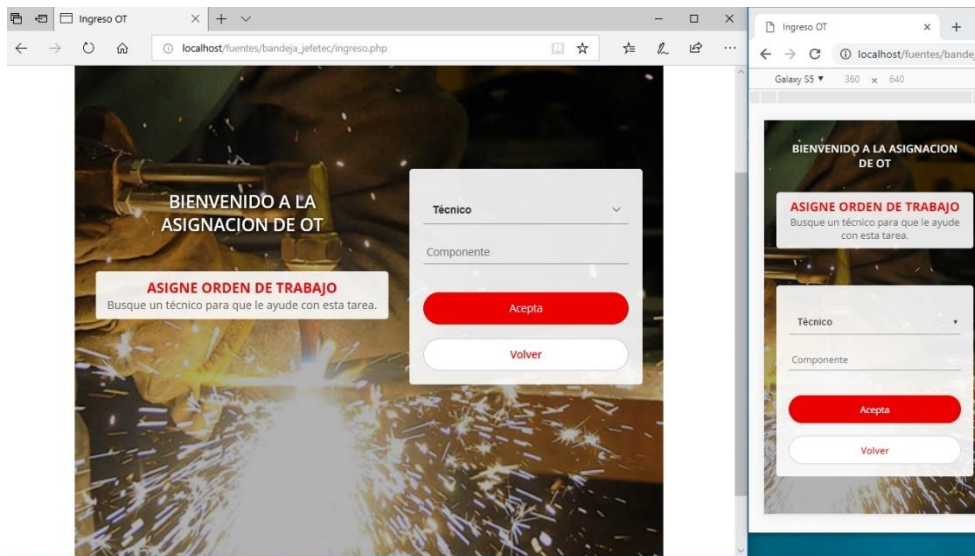 Ingreso OT
localhost/fuentes/bandeja_jefetec/ingreso.php
BIENVENIDO A LA
ASIGNACION DE OT
ASIGNE ORDEN DE TRABAJO
Busque un técnico para que le ayude con esta tarea.
Técnico
Componente
Acepta
Volver
Ingreso OT
localhost/fuentes/bande
Galaxy S5 ▼ 360 x 640
BIENVENIDO A LA ASIGNACION
DE OT
ASIGNE ORDEN DE TRABAJO
Busque un técnico para que le ayude
con esta tarea.
Técnico
Componente
Acepta
Volver